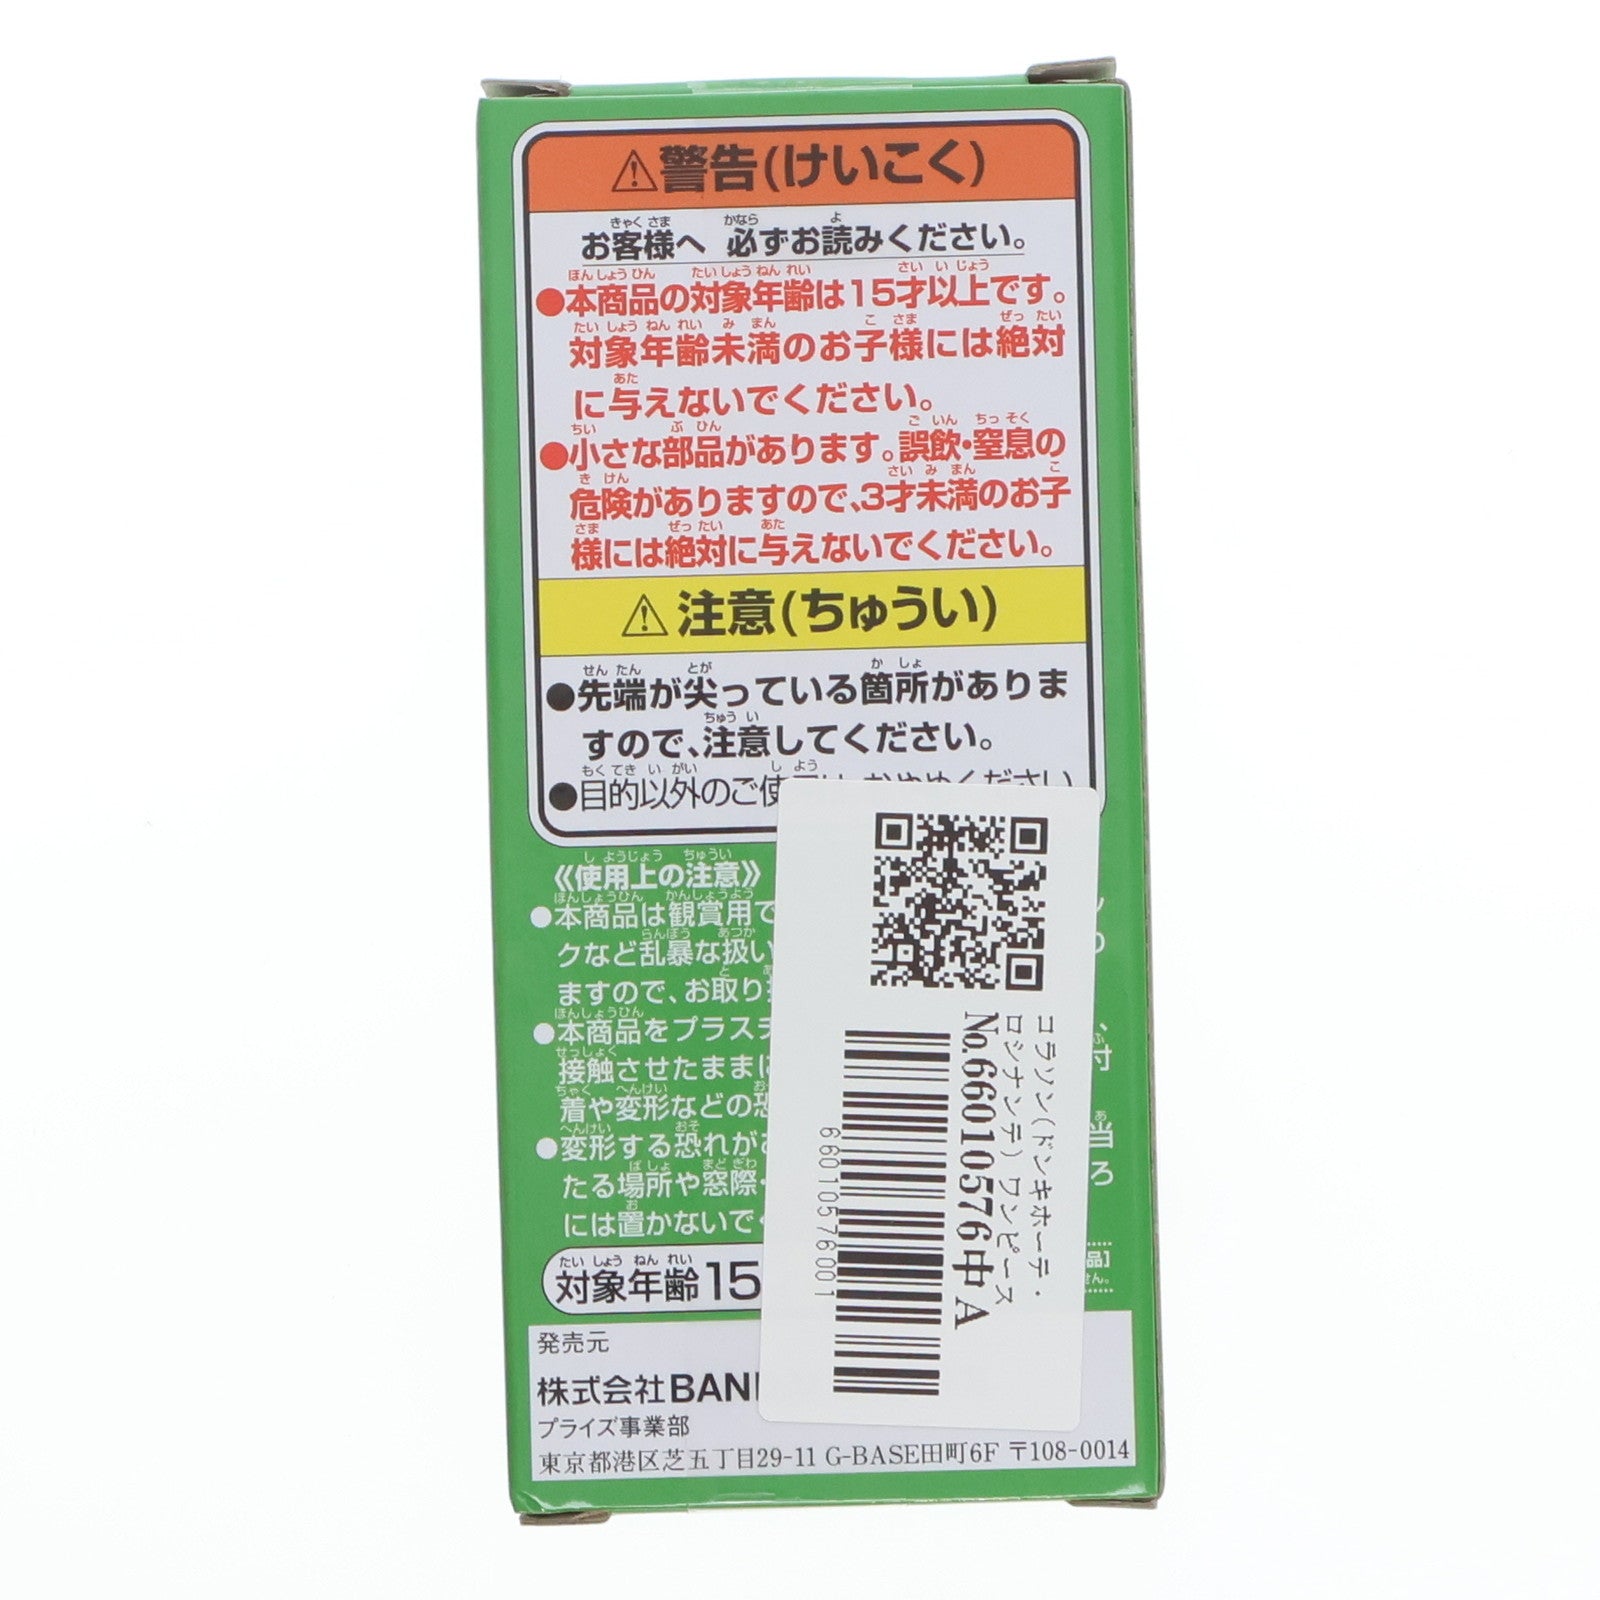 ⚠警告(けいこく)
お客様へ 必ずお読みください。
●本商品の対象年齢は15才以上です。
対象年齢未満のお子様には絶対
に与えないでください。
●小さな部品があります。誤飲・窒息の
危険がありますので、3才未満のお子
様には絶対に与えないでください。
⚠注意(ちゅうい)
●先端が尖っている箇所がありま
すので、注意してください。
●目的以外のご使
《使用上の注意》
●本商品は観賞用で
クなど乱暴な扱い
ますので、お取り
●本商品をプラスチ
接触させたままに
着や変形などの恐
●変形する恐れが
たる場所や窓際・
には置かないで
対象年齢15
発売元
株式会社BAN
プライズ事業部
東京都港区芝五丁目29-11 G-BASE田町6F 〒108-0014
コラソン(ドンキホーテ・
ロシナンテ) ワンピース
No.66010576中A
660105760001